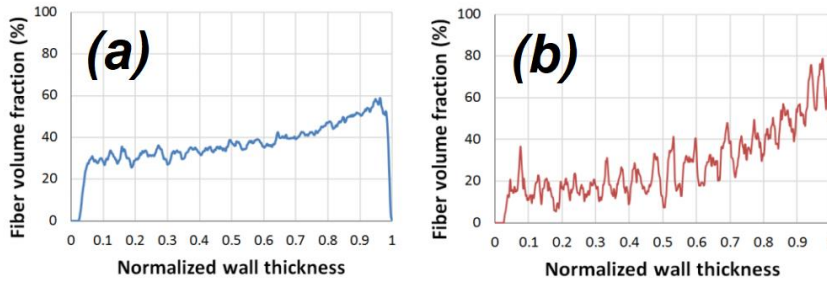 (a)
Fiber volume fraction (%)
100
80
60
40
20
0
0 0.1 0.2 0.3 0.4 0.5 0.6 0.7 0.8 0.9 1
Normalized wall thickness
(b)
Fiber volume fraction (%)
100
80
60
40
20
0
0 0.1 0.2 0.3 0.4 0.5 0.6 0.7 0.8 0.9
Normalized wall thickness